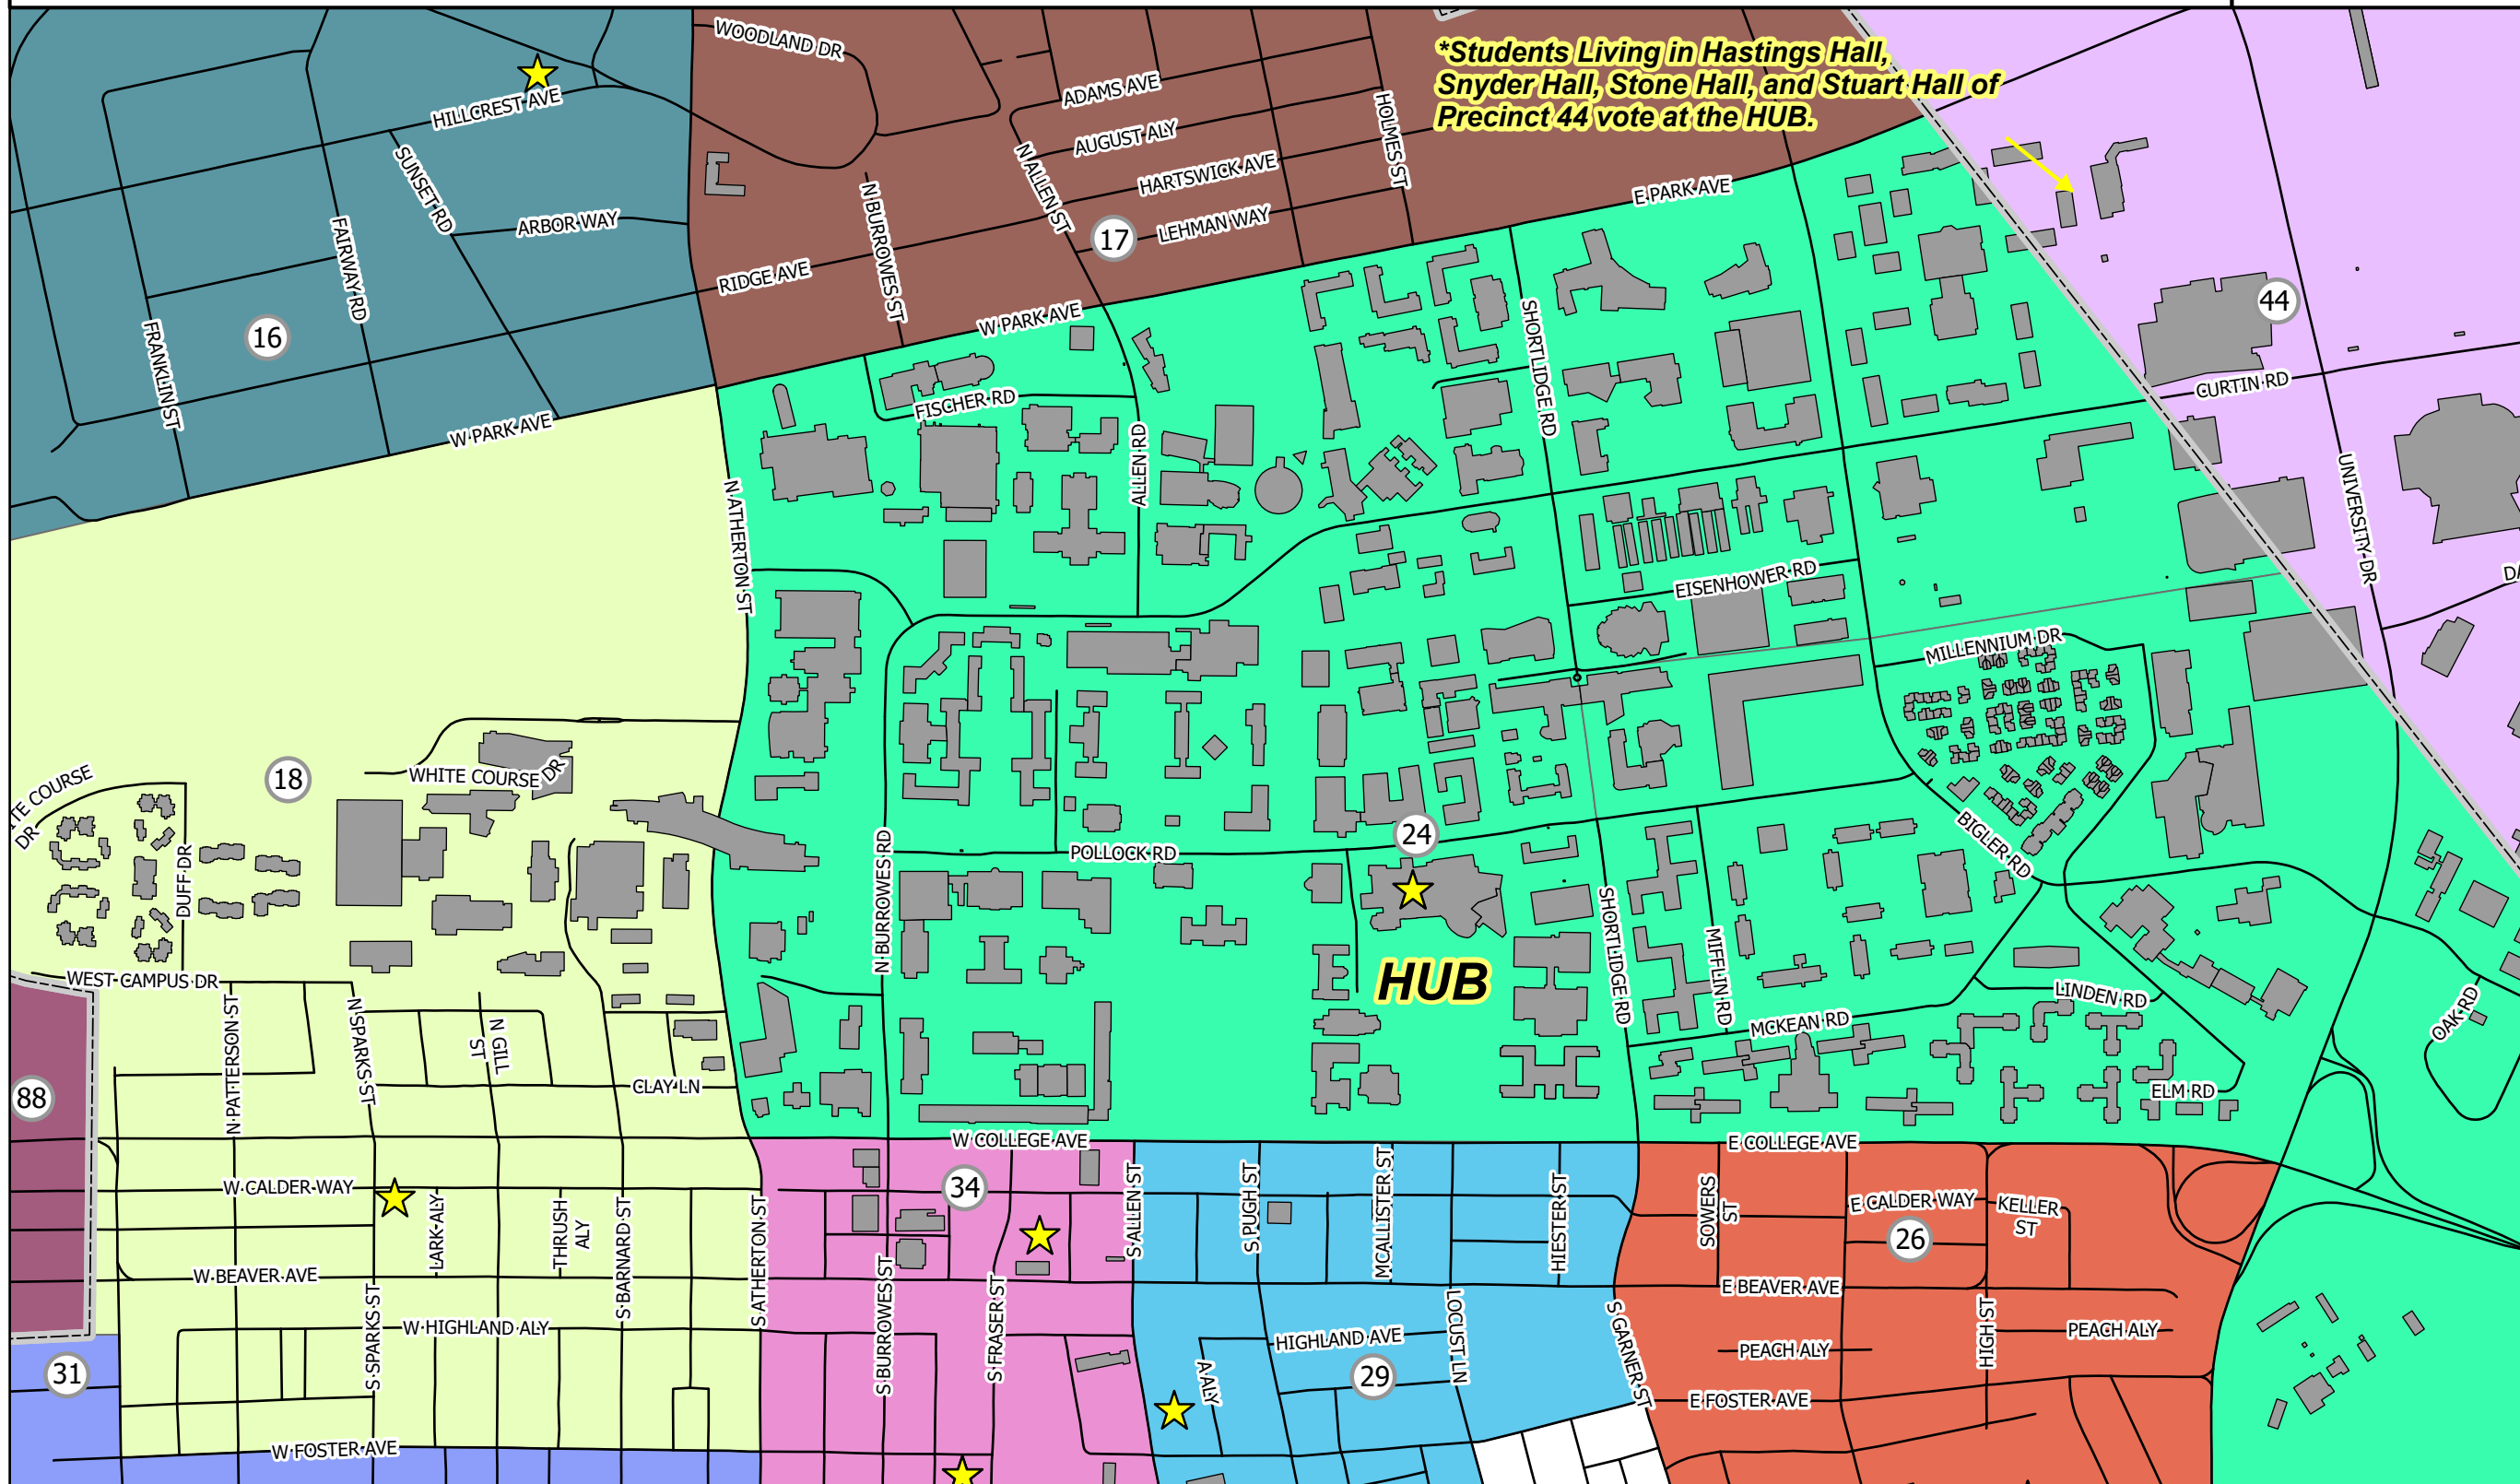 WOODLAND DR
*Students Living in Hastings Hall,
Snyder Hall, Stone Hall, and Stuart Hall of
Precinct 44 vote at the HUB.
ADAMS AVE
HILLCREST AVE
AUGUST ALY
HOLMES ST
SUNSET RD
N ALLEN ST
HARTSWICK AVE
E PARK AVE
N BURROWES ST
ARBOR WAY
LEHMAN WAY
17
FAIRWAY RD
RIDGE AVE
44
16
W PARK AVE
SHORTLIDGE RD
FRANKLIN ST
CURTIN RD
FISCHER RD
W PARK AVE
ALLEN RD
N ATHERTON ST
UNIVERSITY DR
EISENHOWER RD
DA
MILLENNIUM DR
18
WHITE COURSE DR
ITE COURSE
DR
24
BIGLER RD
POLLOCK RD
DUFF DR
N BURROWES RD
SHORTLIDGE RD
MIFFLIN RD
HUB
WEST CAMPUS DR
LINDEN RD
OAK RD
N PATTERSON ST
N SPARKS ST
N GILL
ST
MCKEAN RD
CLAY LN
88
ELM RD
W COLLEGE AVE
E COLLEGE AVE
W CALDER WAY
34
S ALLEN ST
S PUGH ST
MCALLISTER ST
HIESTER ST
SOWERS
ST
E CALDER WAY
KELLER
ST
LARK ALY
THRUSH
ALY
S BARNARD ST
S ATHERTON ST
26
W BEAVER AVE
E BEAVER AVE
S SPARKS ST
S BURROWES ST
S FRASER ST
W HIGHLAND ALY
HIGHLAND AVE
LOCUST LN
S GARNER ST
HIGH ST
PEACH ALY
PEACH ALY
31
A ALY
29
E FOSTER AVE
W FOSTER AVE